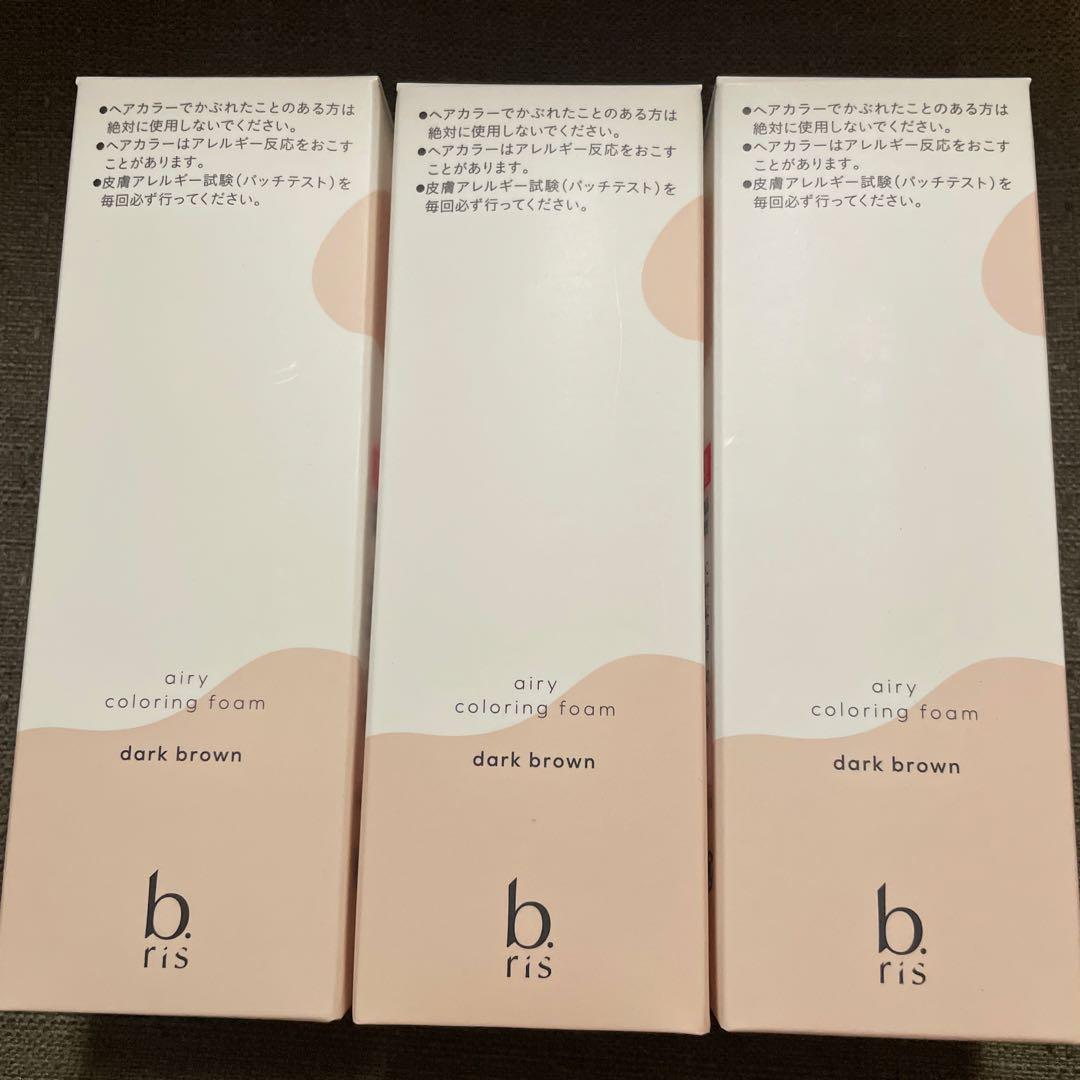 ●ヘアカラーでかぶれたことのある方は
絶対に使用しないでください。
●ヘアカラーはアレルギー反応をおこす
ことがあります。
●皮膚アレルギー試験(パッチテスト)を
毎回必ず行ってください。
airy
coloring foam
dark brown
b.
ris
●ヘアカラーでかぶれたことのある方は
絶対に使用しないでください。
●ヘアカラーはアレルギー反応をおこす
ことがあります。
●皮膚アレルギー試験(パッチテスト)を
毎回必ず行ってください。
airy
coloring foam
dark brown
b.
ris
●ヘアカラーでかぶれたことのある方は
絶対に使用しないでください。
●ヘアカラーはアレルギー反応をおこす
ことがあります。
●皮膚アレルギー試験(パッチテスト)を
毎回必ず行ってください。
airy
coloring foam
dark brown
b.
ris